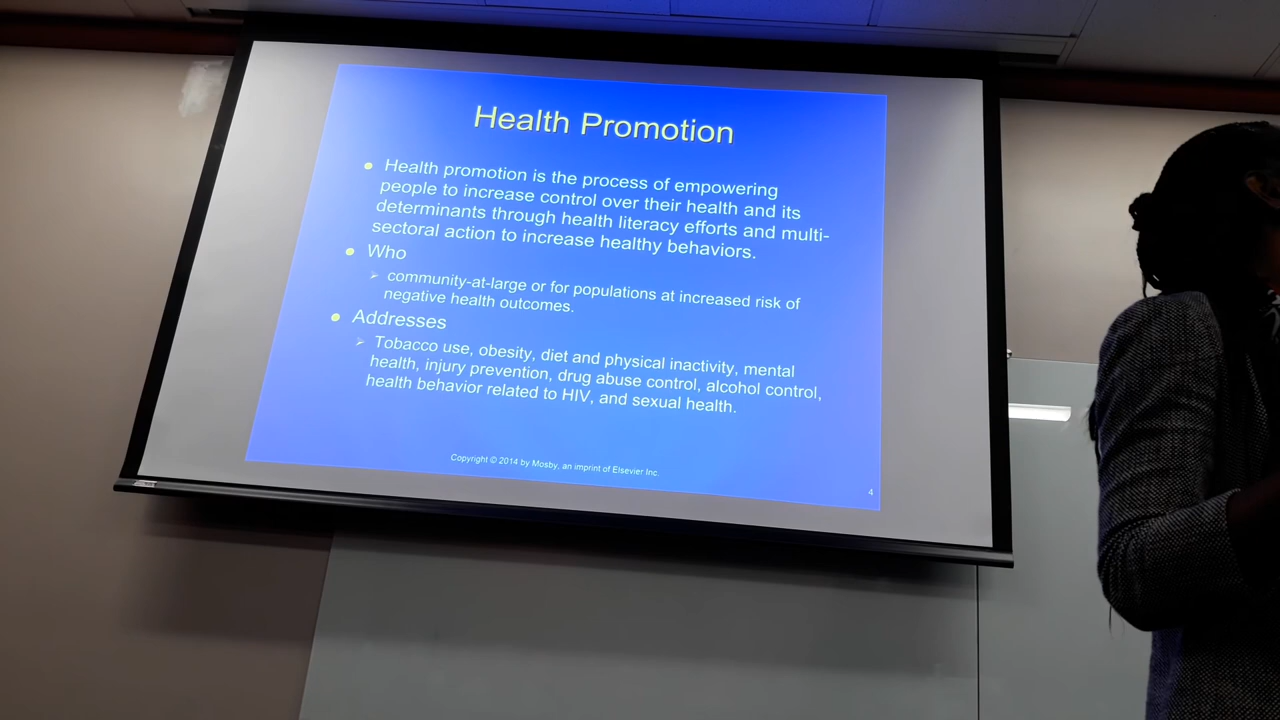 Health Promotion
• Health promotion is the process of empowering
people to increase control over their health and its
determinants through health literacy efforts and multi-
sectoral action to increase healthy behaviors.
• Who
➢ community-at-large or for populations at increased risk of
negative health outcomes.
• Addresses
➢ Tobacco use, obesity, diet and physical inactivity, mental
health, injury prevention, drug abuse control, alcohol control,
health behavior related to HIV, and sexual health.
Copyright © 2014 by Mosby, an imprint of Elsevier Inc.
4